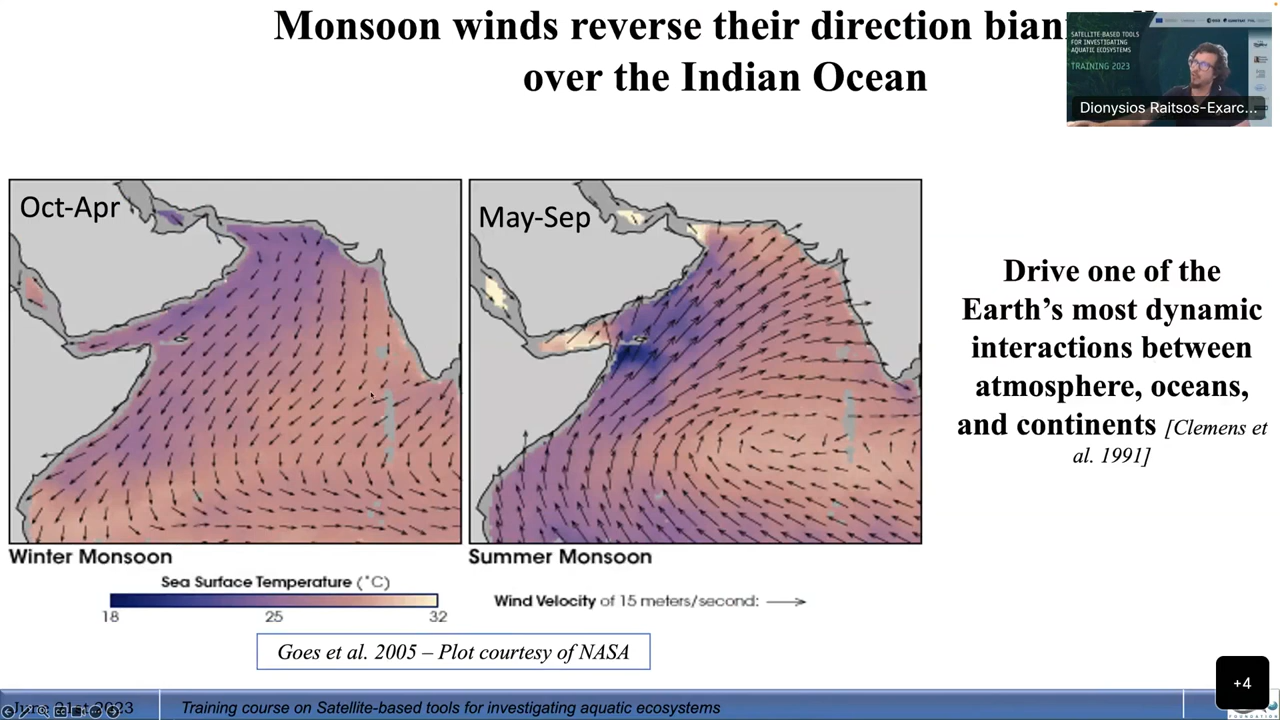 Monsoon winds reverse their direction
over the Indian Ocean
SATELLITE-BASED TOOLS
FOR INVESTIGATING
AQUATIC ECOSYSTEMS
TRAINING 2023
Dionysios Raitsos-Exarc...
Oct-Apr
May-Sep
Drive one of the
Earth’s most dynamic
interactions between
atmosphere, oceans,
and continents [Clemens et
al. 1991]
Winter Monsoon
Summer Monsoon
Sea Surface Temperature (°C)
18 25 32
Wind Velocity of 15 meters/second:
Goes et al. 2005 – Plot courtesy of NASA
+4
2023
Training course on Satellite-based tools for investigating aquatic ecosystems